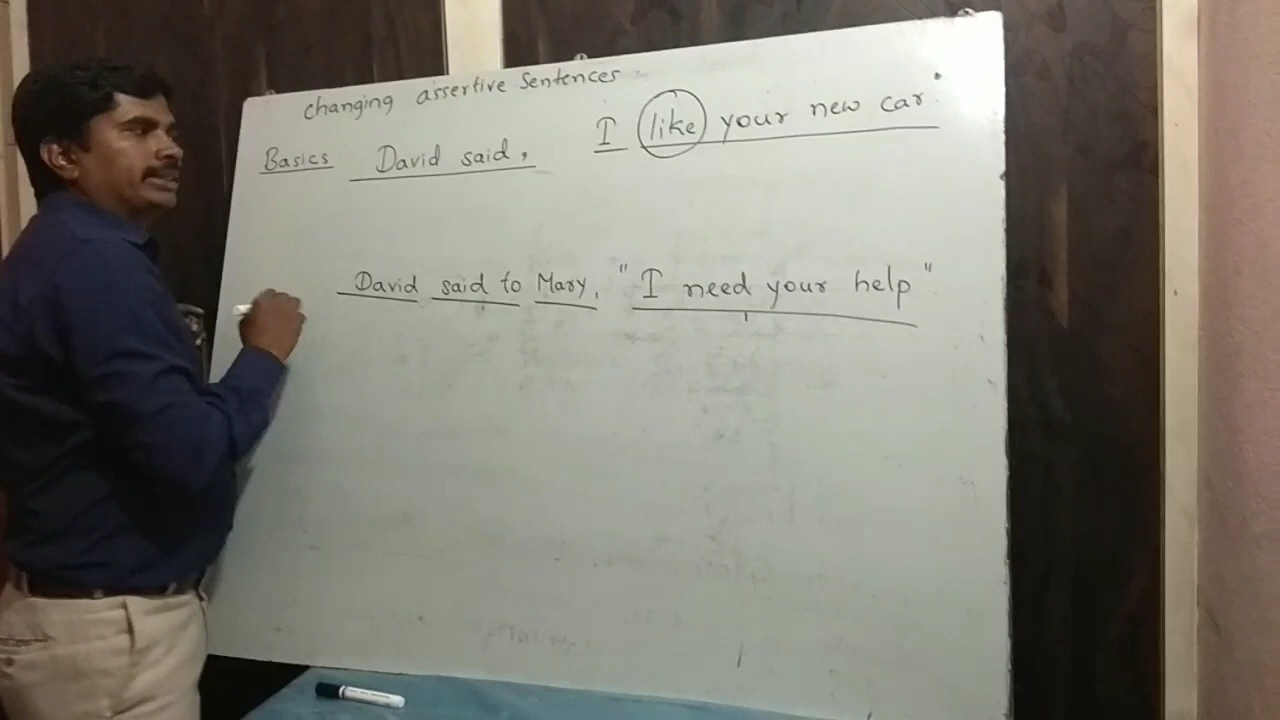 changing assertive Sentences
Basics David said, I like your new car
David said to Mary, "I need your help"